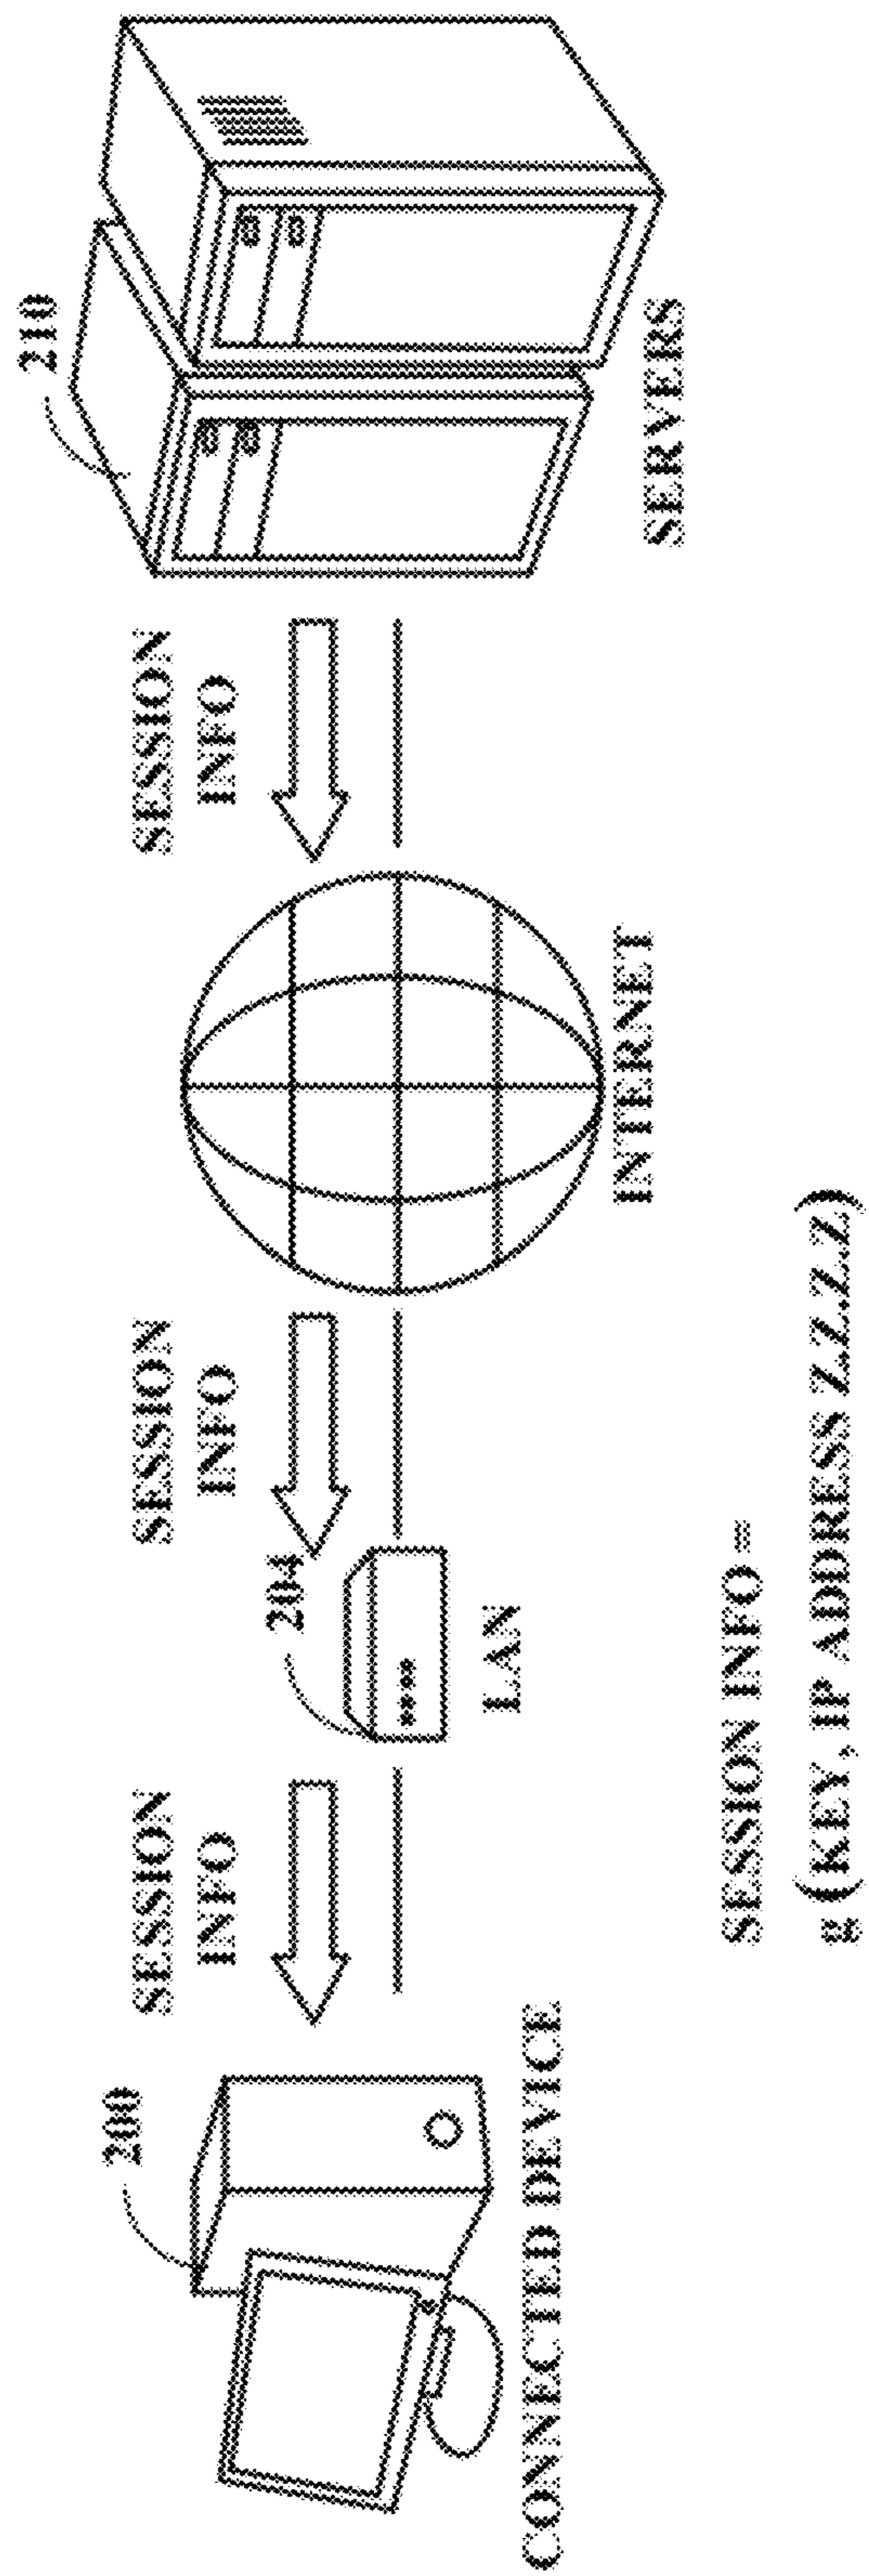 200
SESSION
INFO
204
SESSION
INFO
SESSION
INFO
210
CONNECTED DEVICE
LAN
INTERNET
SERVERS
SESSION INFO =
g (KEY, IP ADDRESS Z.Z.Z.Z)